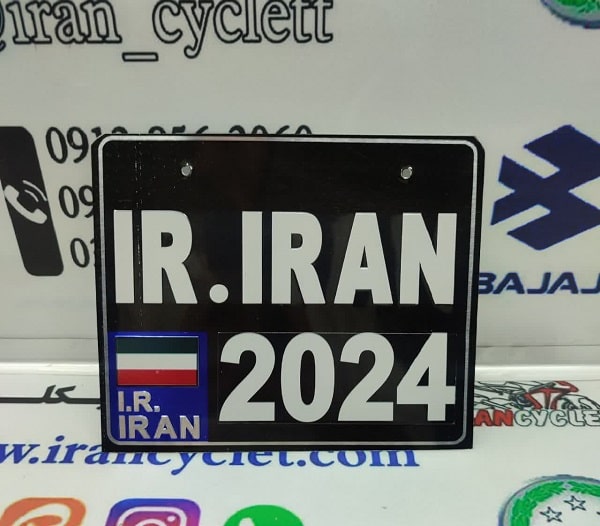 @iran_cyclett
IR.IRAN
BAJAJ
2024
I.R.
IRAN
www.irancyclet.com